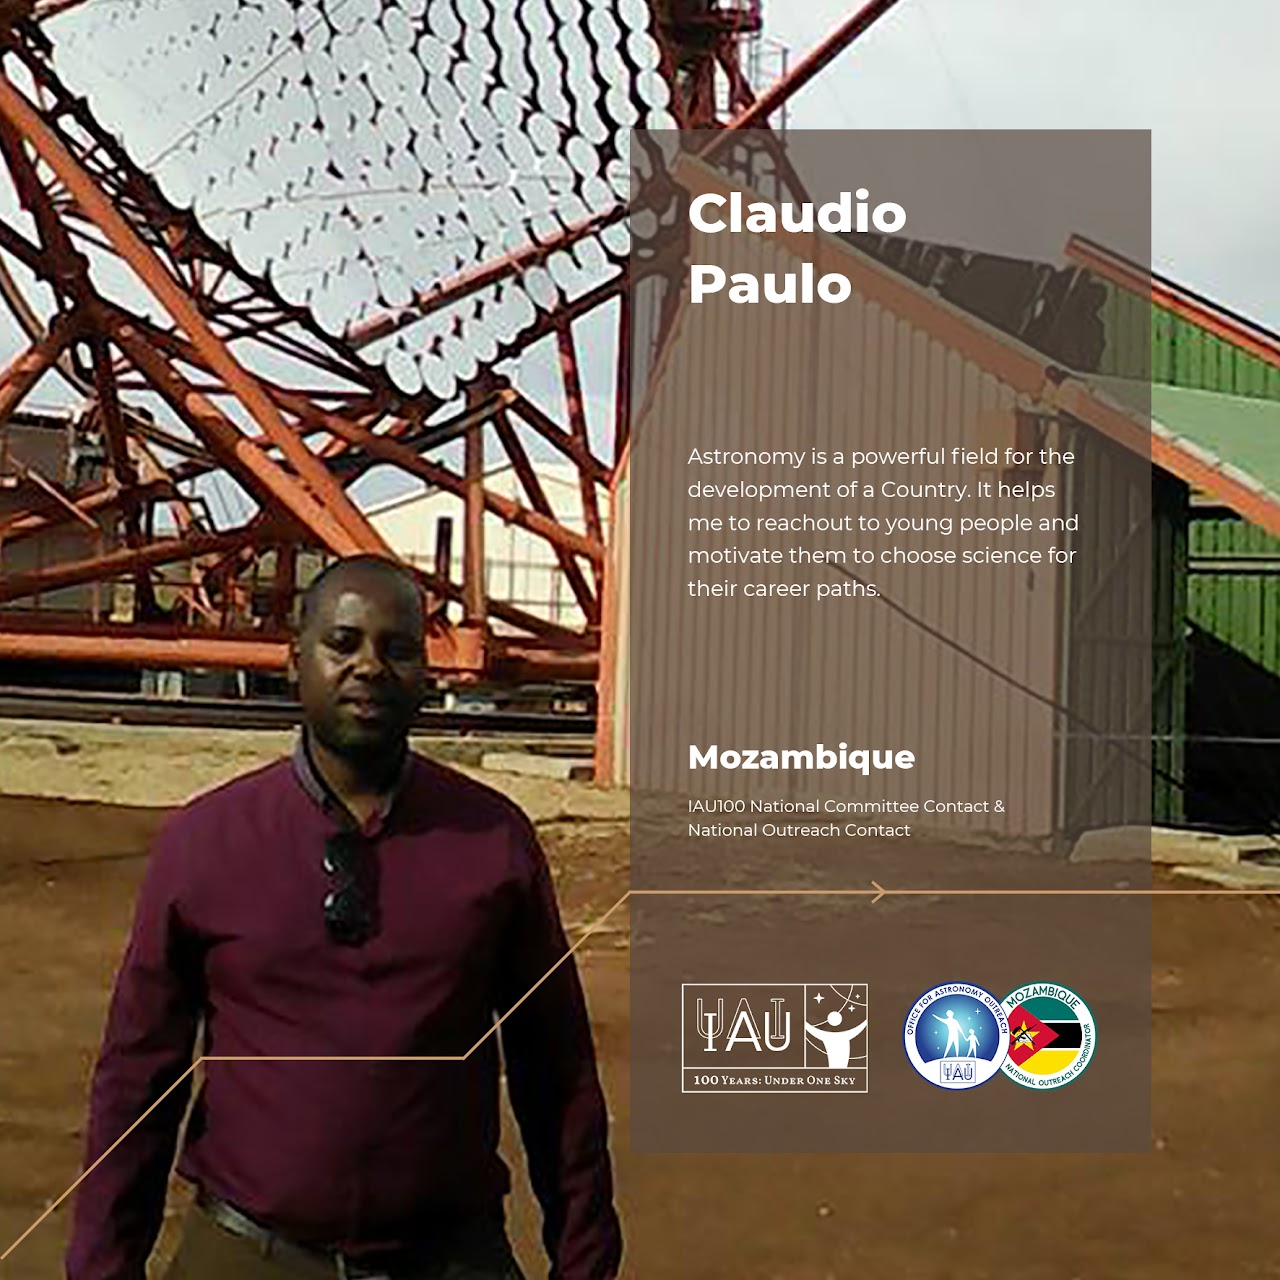 Claudio
Paulo
Astronomy is a powerful field for the
development of a Country. It helps
me to reachout to young people and
motivate them to choose science for
their career paths.
Mozambique
IAU100 National Committee Contact &
National Outreach Contact
IAU
100 Years: Under One Sky
OFFICE FOR ASTRONOMY OUTREACH
IAU
MOZAMBIQUE
NATIONAL OUTREACH COORDINATOR